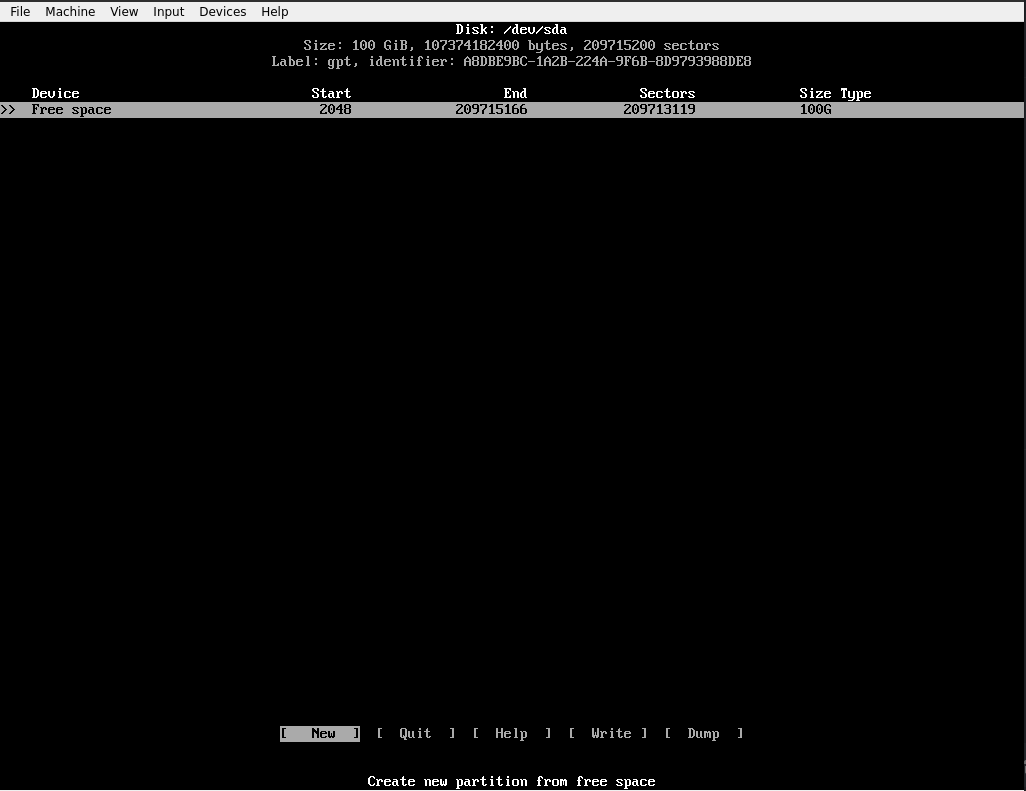 File Machine View Input Devices Help
Disk: /dev/sda
Size: 100 GiB, 107374182400 bytes, 209715200 sectors
Label: gpt, identifier: A8DBE9BC-1A2B-224A-9F6B-8D9793988DE8
Device Start End Sectors Size Type
>> Free space 2048 209715166 209713119 100G
[ New ] [ Quit ] [ Help ] [ Write ] [ Dump ]
Create new partition from free space